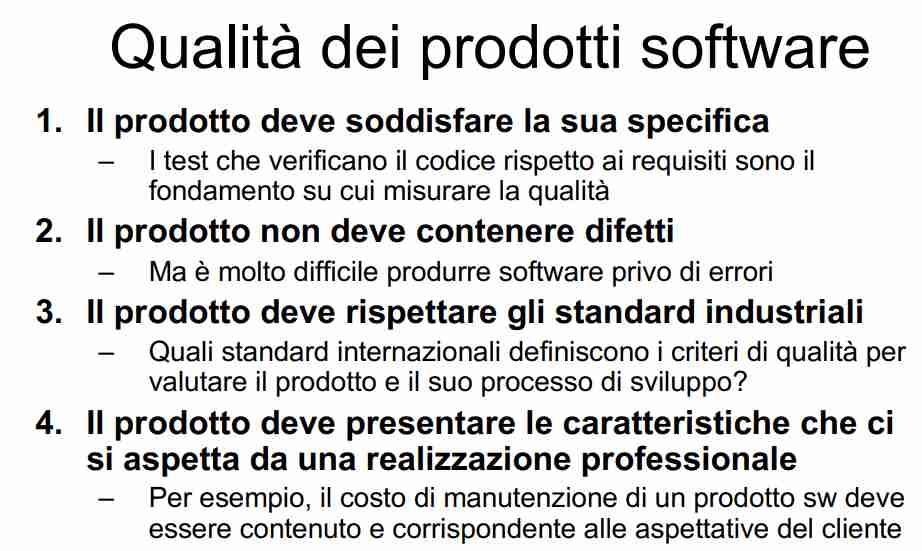 Qualità dei prodotti software
1. Il prodotto deve soddisfare la sua specifica
– I test che verificano il codice rispetto ai requisiti sono il
fondamento su cui misurare la qualità
2. Il prodotto non deve contenere difetti
– Ma è molto difficile produrre software privo di errori
3. Il prodotto deve rispettare gli standard industriali
– Quali standard internazionali definiscono i criteri di qualità per
valutare il prodotto e il suo processo di sviluppo?
4. Il prodotto deve presentare le caratteristiche che ci
si aspetta da una realizzazione professionale
– Per esempio, il costo di manutenzione di un prodotto sw deve
essere contenuto e corrispondente alle aspettative del cliente